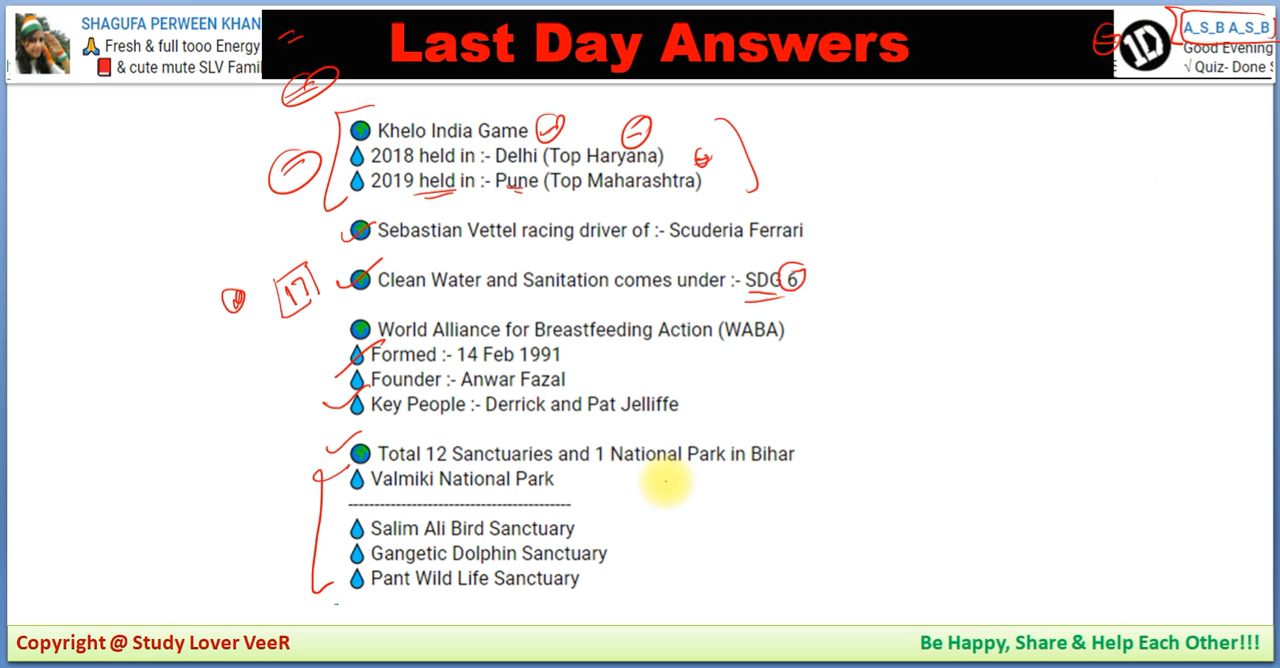 SHAGUFA PERWEEN KHAN
🙏 Fresh & full tooo Energy
📕 & cute mute SLV Famil
Last Day Answers
1D
A_S_B A_S_B
Good Evening
√ Quiz- Done S
Khelo India Game
2018 held in :- Delhi (Top Haryana)
2019 held in :- Pune (Top Maharashtra)
Sebastian Vettel racing driver of :- Scuderia Ferrari
17
Clean Water and Sanitation comes under :- SDG 6
World Alliance for Breastfeeding Action (WABA)
Formed :- 14 Feb 1991
Founder :- Anwar Fazal
Key People :- Derrick and Pat Jelliffe
Total 12 Sanctuaries and 1 National Park in Bihar
Valmiki National Park
------------------------------------------
Salim Ali Bird Sanctuary
Gangetic Dolphin Sanctuary
Pant Wild Life Sanctuary
Copyright @ Study Lover VeeR
Be Happy, Share & Help Each Other!!!